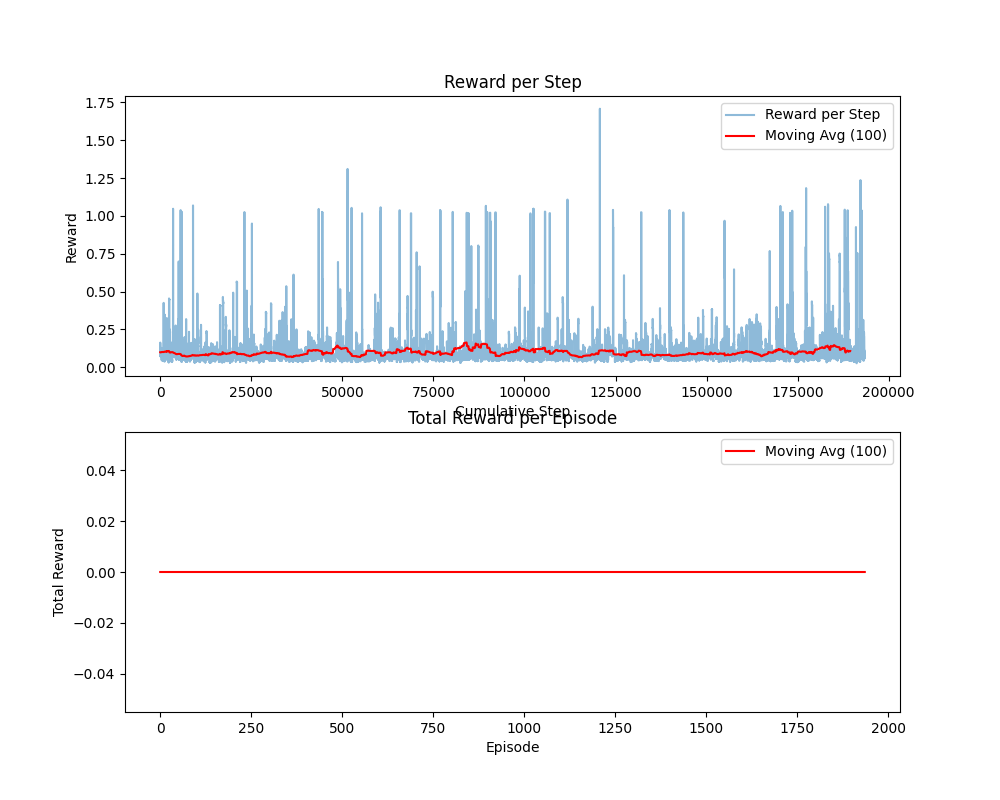 Reward per Step
1.75
1.50
1.25
1.00
0.75
0.50
0.25
0.00
Reward
Reward per Step
Moving Avg (100)
0 25000 50000 75000 100000 125000 150000 175000 200000
Cumulative Step
Total Reward per Episode
0.04
0.02
0.00
−0.02
−0.04
Total Reward
Moving Avg (100)
0 250 500 750 1000 1250 1500 1750 2000
Episode